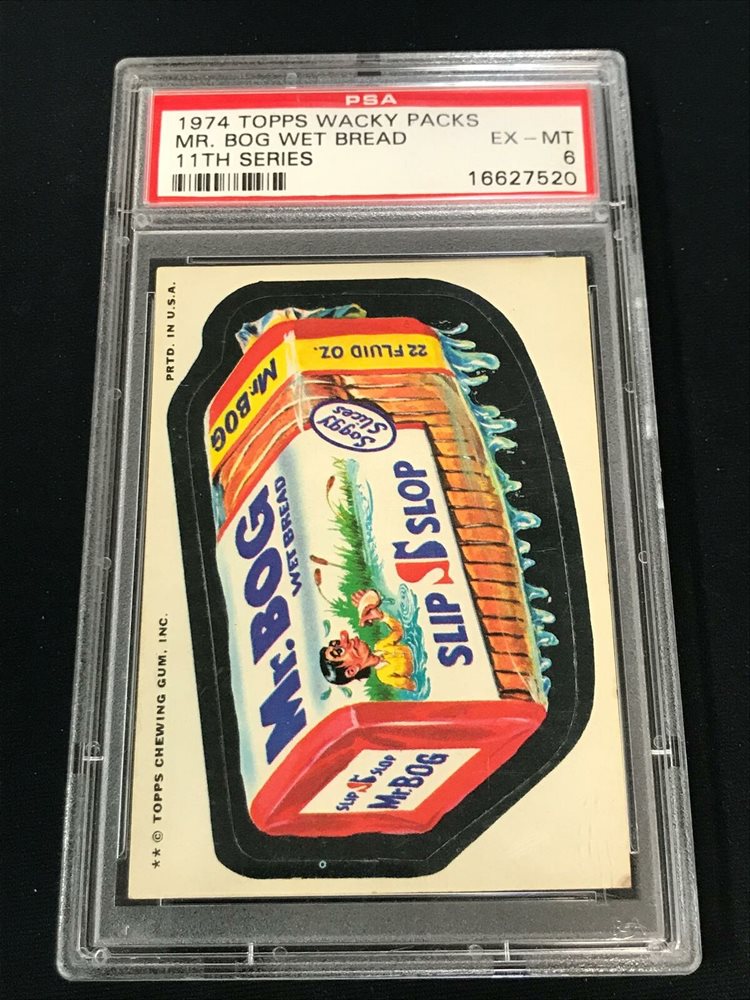 PSA
1974 TOPPS WACKY PACKS
MR. BOG WET BREAD EX - MT
11TH SERIES 6
16627520
PRTD. IN U.S.A.
** © TOPPS CHEWING GUM, INC.
22 FLUID OZ.
Mr. BOG
Soggy
Slices
Mr. BOG
WET BREAD
SLIP SLOP
SLIP SLOP
Mr BOG